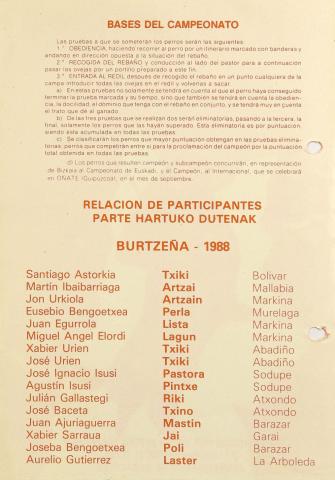 BASES DEL CAMPEONATO
Las pruebas a que se someterán los perros serán las siguientes:
1.º OBEDIENCIA, haciendo recorrer al perro por un itinerario marcado con banderas y
andando en dirección opuesta a la situación del rebaño.
2.º RECOGIDA DEL REBAÑO y conducción al lado del pastor para a continuación
pasar las ovejas por un portillo preparado a este fin.
3.º ENTRADA AL REDIL después de recogido el rebaño en un punto cualquiera de la
campa introducir todas las ovejas en el redil y volverlas a sacar.
a) En estas pruebas no solamente se tendrá en cuenta el que el perro haya conseguido
terminar la prueba marcada y su tiempo, sino que también se tendrá en cuenta la obedien-
cia, la docilidad, el dominio que tenga con el rebaño en conjunto, y se tendrá muy en cuenta
el trato que dé al ganado.
b) De las tres pruebas que se realizan dos serán eliminatorias, pasando a la tercera, la
final, solamente los perros que las hayan superado. Esta eliminatoria es por puntuación,
siendo ésta acumulada en todas las pruebas.
c) Se clasificarán los perros que mayor puntuación obtengan en las pruebas elimina-
torias, perros que competirán entre sí para la proclamación del campeón por la puntuación
total obtenida en todas las pruebas.
d) Los perros que resulten campeón y subcampeón concurrirán, en representación
de Bizkaia al Campeonato de Euskadi, y el Campeón, al Internacional, que se celebrará
en OÑATE (Guipúzcoa), en el mes de septiembre.
RELACION DE PARTICIPANTES
PARTE HARTUKO DUTENAK
BURTZEÑA - 1988
Santiago Astorkia Txiki Bolivar
Martín Ibaibarriaga Artzai Mallabia
Jon Urkiola Artzain Markina
Eusebio Bengoetxea Perla Murelaga
Juan Egurrola Lista Markina
Miguel Angel Elordi Lagun Markina
Xabier Urien Txiki Abadiño
José Urien Txiki Abadiño
José Ignacio Isusi Pastora Sodupe
Agustín Isusi Pintxe Sodupe
Julián Gallastegi Riki Atxondo
José Baceta Txino Atxondo
Juan Ajuriaguerra Mastin Barazar
Xabier Sarraua Jai Garai
Joseba Bengoetxea Poli Barazar
Aurelio Gutierrez Laster La Arboleda